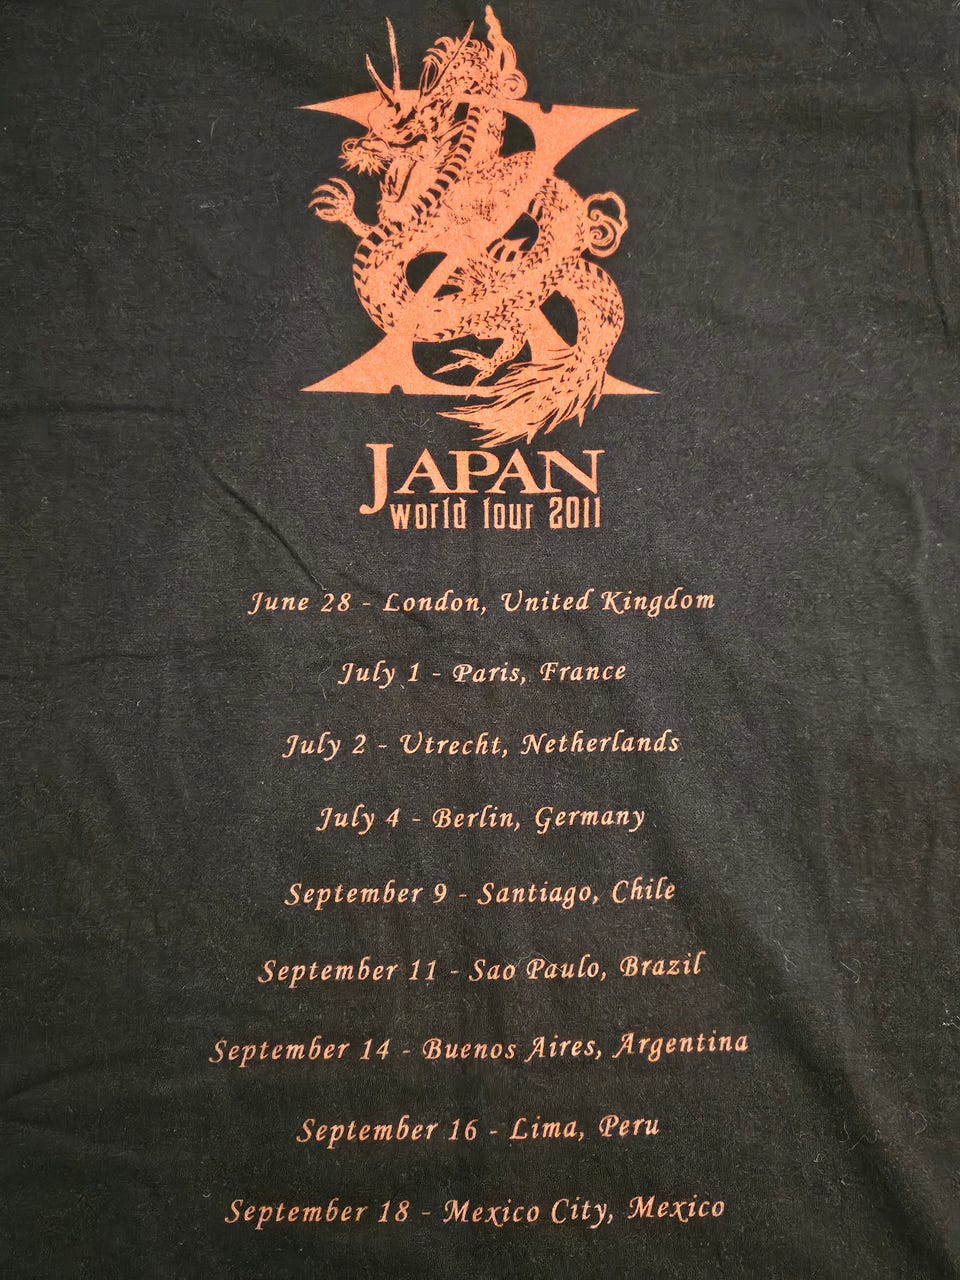 X
JAPAN
world tour 2011
June 28 - London, United Kingdom
July 1 - Paris, France
July 2 - Utrecht, Netherlands
July 4 - Berlin, Germany
September 9 - Santiago, Chile
September 11 - Sao Paulo, Brazil
September 14 - Buenos Aires, Argentina
September 16 - Lima, Peru
September 18 - Mexico City, Mexico